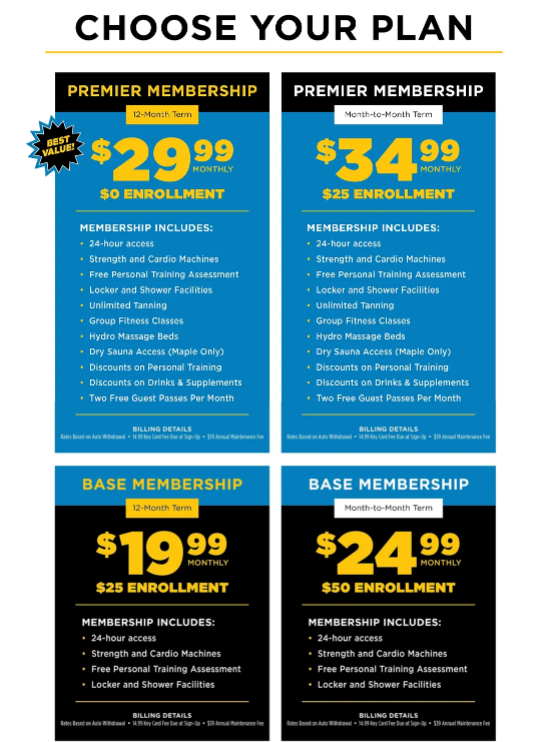 CHOOSE YOUR PLAN
PREMIER MEMBERSHIP
12-Month Term
BEST
VALUE!
$29.99
MONTHLY
$0 ENROLLMENT
MEMBERSHIP INCLUDES:
• 24-hour access
• Strength and Cardio Machines
• Free Personal Training Assessment
• Locker and Shower Facilities
• Unlimited Tanning
• Group Fitness Classes
• Hydro Massage Beds
• Dry Sauna Access (Maple Only)
• Discounts on Personal Training
• Discounts on Drinks & Supplements
• Two Free Guest Passes Per Month
BILLING DETAILS
Rates Based on Auto Withdrawal • 14.99 Key Card Fee Due at Sign-Up • $39 Annual Maintenance Fee
PREMIER MEMBERSHIP
Month-to-Month Term
$34.99
MONTHLY
$25 ENROLLMENT
MEMBERSHIP INCLUDES:
• 24-hour access
• Strength and Cardio Machines
• Free Personal Training Assessment
• Locker and Shower Facilities
• Unlimited Tanning
• Group Fitness Classes
• Hydro Massage Beds
• Dry Sauna Access (Maple Only)
• Discounts on Personal Training
• Discounts on Drinks & Supplements
• Two Free Guest Passes Per Month
BILLING DETAILS
Rates Based on Auto Withdrawal • 14.99 Key Card Fee Due at Sign-Up • $39 Annual Maintenance Fee
BASE MEMBERSHIP
12-Month Term
$19.99
MONTHLY
$25 ENROLLMENT
MEMBERSHIP INCLUDES:
• 24-hour access
• Strength and Cardio Machines
• Free Personal Training Assessment
• Locker and Shower Facilities
BILLING DETAILS
Rates Based on Auto Withdrawal • 14.99 Key Card Fee Due at Sign-Up • $39 Annual Maintenance Fee
BASE MEMBERSHIP
Month-to-Month Term
$24.99
MONTHLY
$50 ENROLLMENT
MEMBERSHIP INCLUDES:
• 24-hour access
• Strength and Cardio Machines
• Free Personal Training Assessment
• Locker and Shower Facilities
BILLING DETAILS
Rates Based on Auto Withdrawal • 14.99 Key Card Fee Due at Sign-Up • $39 Annual Maintenance Fee